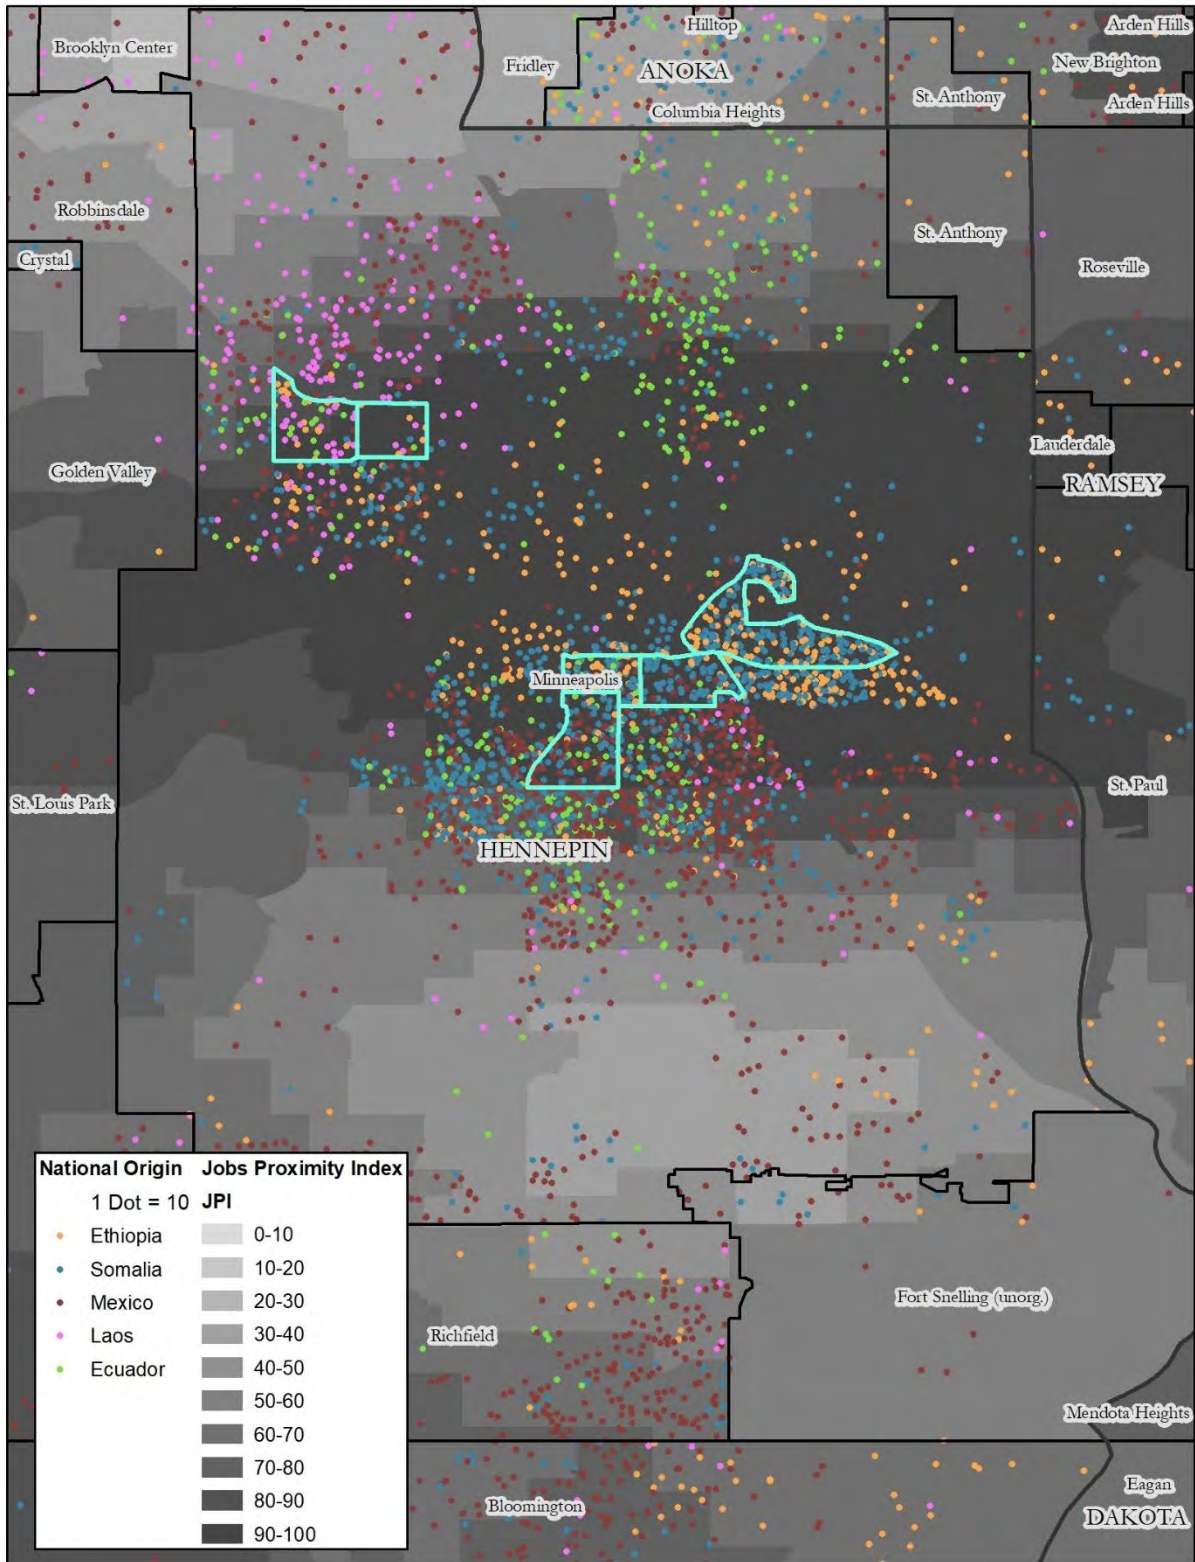 Hilltop
Arden Hills
Brooklyn Center
Fridley
ANOKA
New Brighton
St. Anthony
Arden Hills
Columbia Heights
Robbinsdale
St. Anthony
Crystal
Roseville
Golden Valley
Lauderdale
RAMSEY
Minneapolis
St. Louis Park
St. Paul
HENNEPIN
National Origin Jobs Proximity Index
1 Dot = 10 JPI
Ethiopia 0-10
Somalia 10-20
Mexico 20-30
Laos 30-40
Ecuador 40-50
50-60
60-70
70-80
80-90
90-100
Fort Snelling (unorg.)
Richfield
Mendota Heights
Eagan
Bloomington
DAKOTA